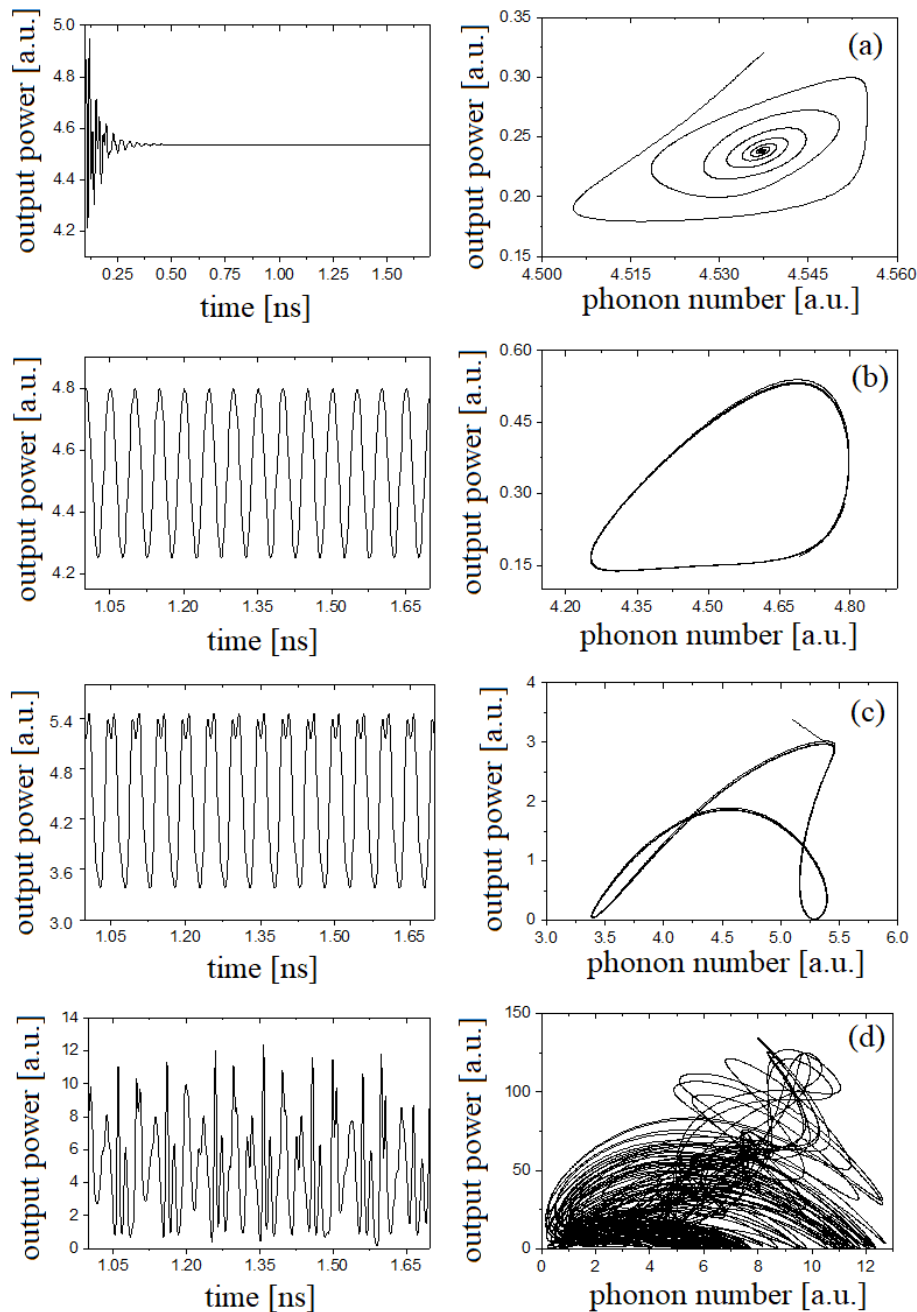 output power [a.u.]
5.0
4.8
4.6
4.4
4.2
0.25 0.50 0.75 1.00 1.25 1.50
time [ns]
output power [a.u.]
(a)
0.35
0.30
0.25
0.20
0.15
4.500 4.515 4.530 4.545 4.560
phonon number [a.u.]
output power [a.u.]
4.8
4.6
4.4
4.2
1.05 1.20 1.35 1.50 1.65
time [ns]
output power [a.u.]
(b)
0.60
0.45
0.30
0.15
4.20 4.35 4.50 4.65 4.80
phonon number [a.u.]
output power [a.u.]
5.4
4.8
4.2
3.6
3.0
1.05 1.20 1.35 1.50 1.65
time [ns]
output power [a.u.]
(c)
4
3
2
1
0
3.0 3.5 4.0 4.5 5.0 5.5 6.0
phonon number [a.u.]
output power [a.u.]
14
12
10
8
6
4
2
0
1.05 1.20 1.35 1.50 1.65
time [ns]
output power [a.u.]
(d)
150
100
50
0
0 2 4 6 8 10 12
phonon number [a.u.]